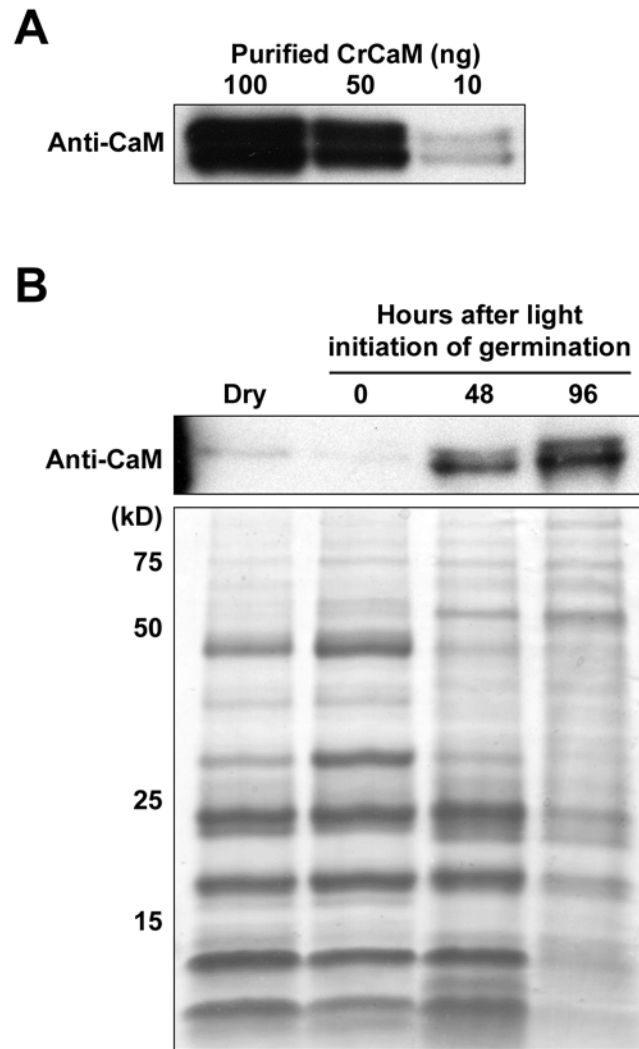 A
Purified CrCaM (ng)
100 50 10
Anti-CaM
B
Hours after light
initiation of germination
Dry 0 48 96
Anti-CaM
(kD)
75
50
25
15